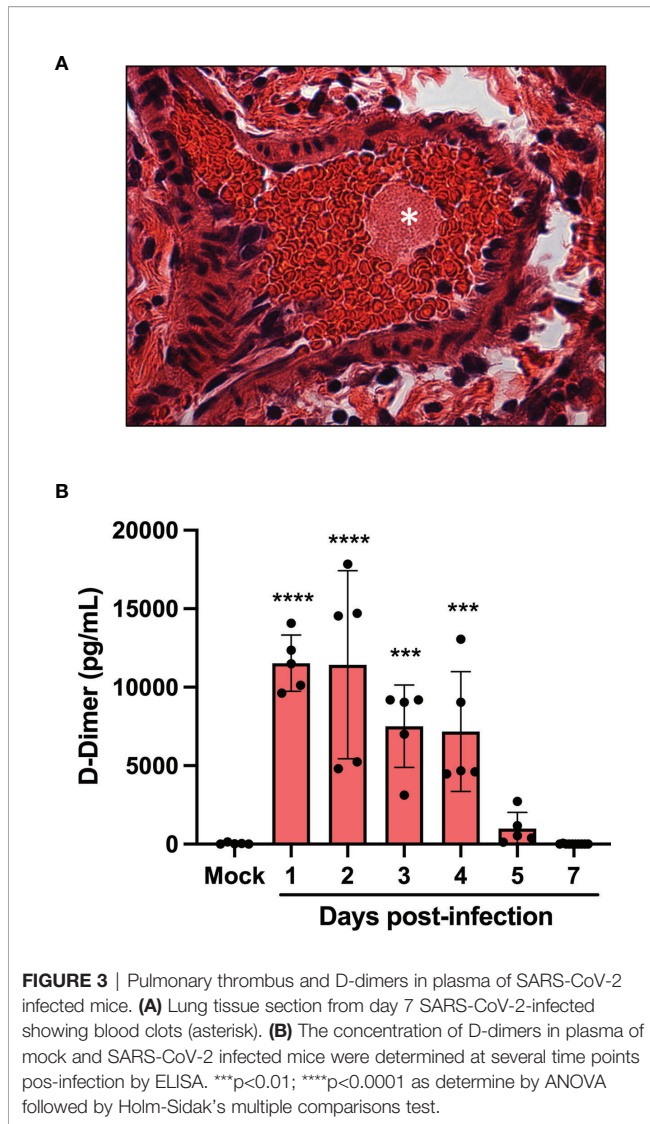 A
*
B
20000
15000
10000
5000
0
D-Dimer (pg/mL)
****
****
***
***
Mock 1 2 3 4 5 7
Days post-infection
FIGURE 3 | Pulmonary thrombus and D-dimers in plasma of SARS-CoV-2
infected mice. (A) Lung tissue section from day 7 SARS-CoV-2-infected
showing blood clots (asterisk). (B) The concentration of D-dimers in plasma of
mock and SARS-CoV-2 infected mice were determined at several time points
pos-infection by ELISA. ***p<0.01; ****p<0.0001 as determine by ANOVA
followed by Holm-Sidak's multiple comparisons test.